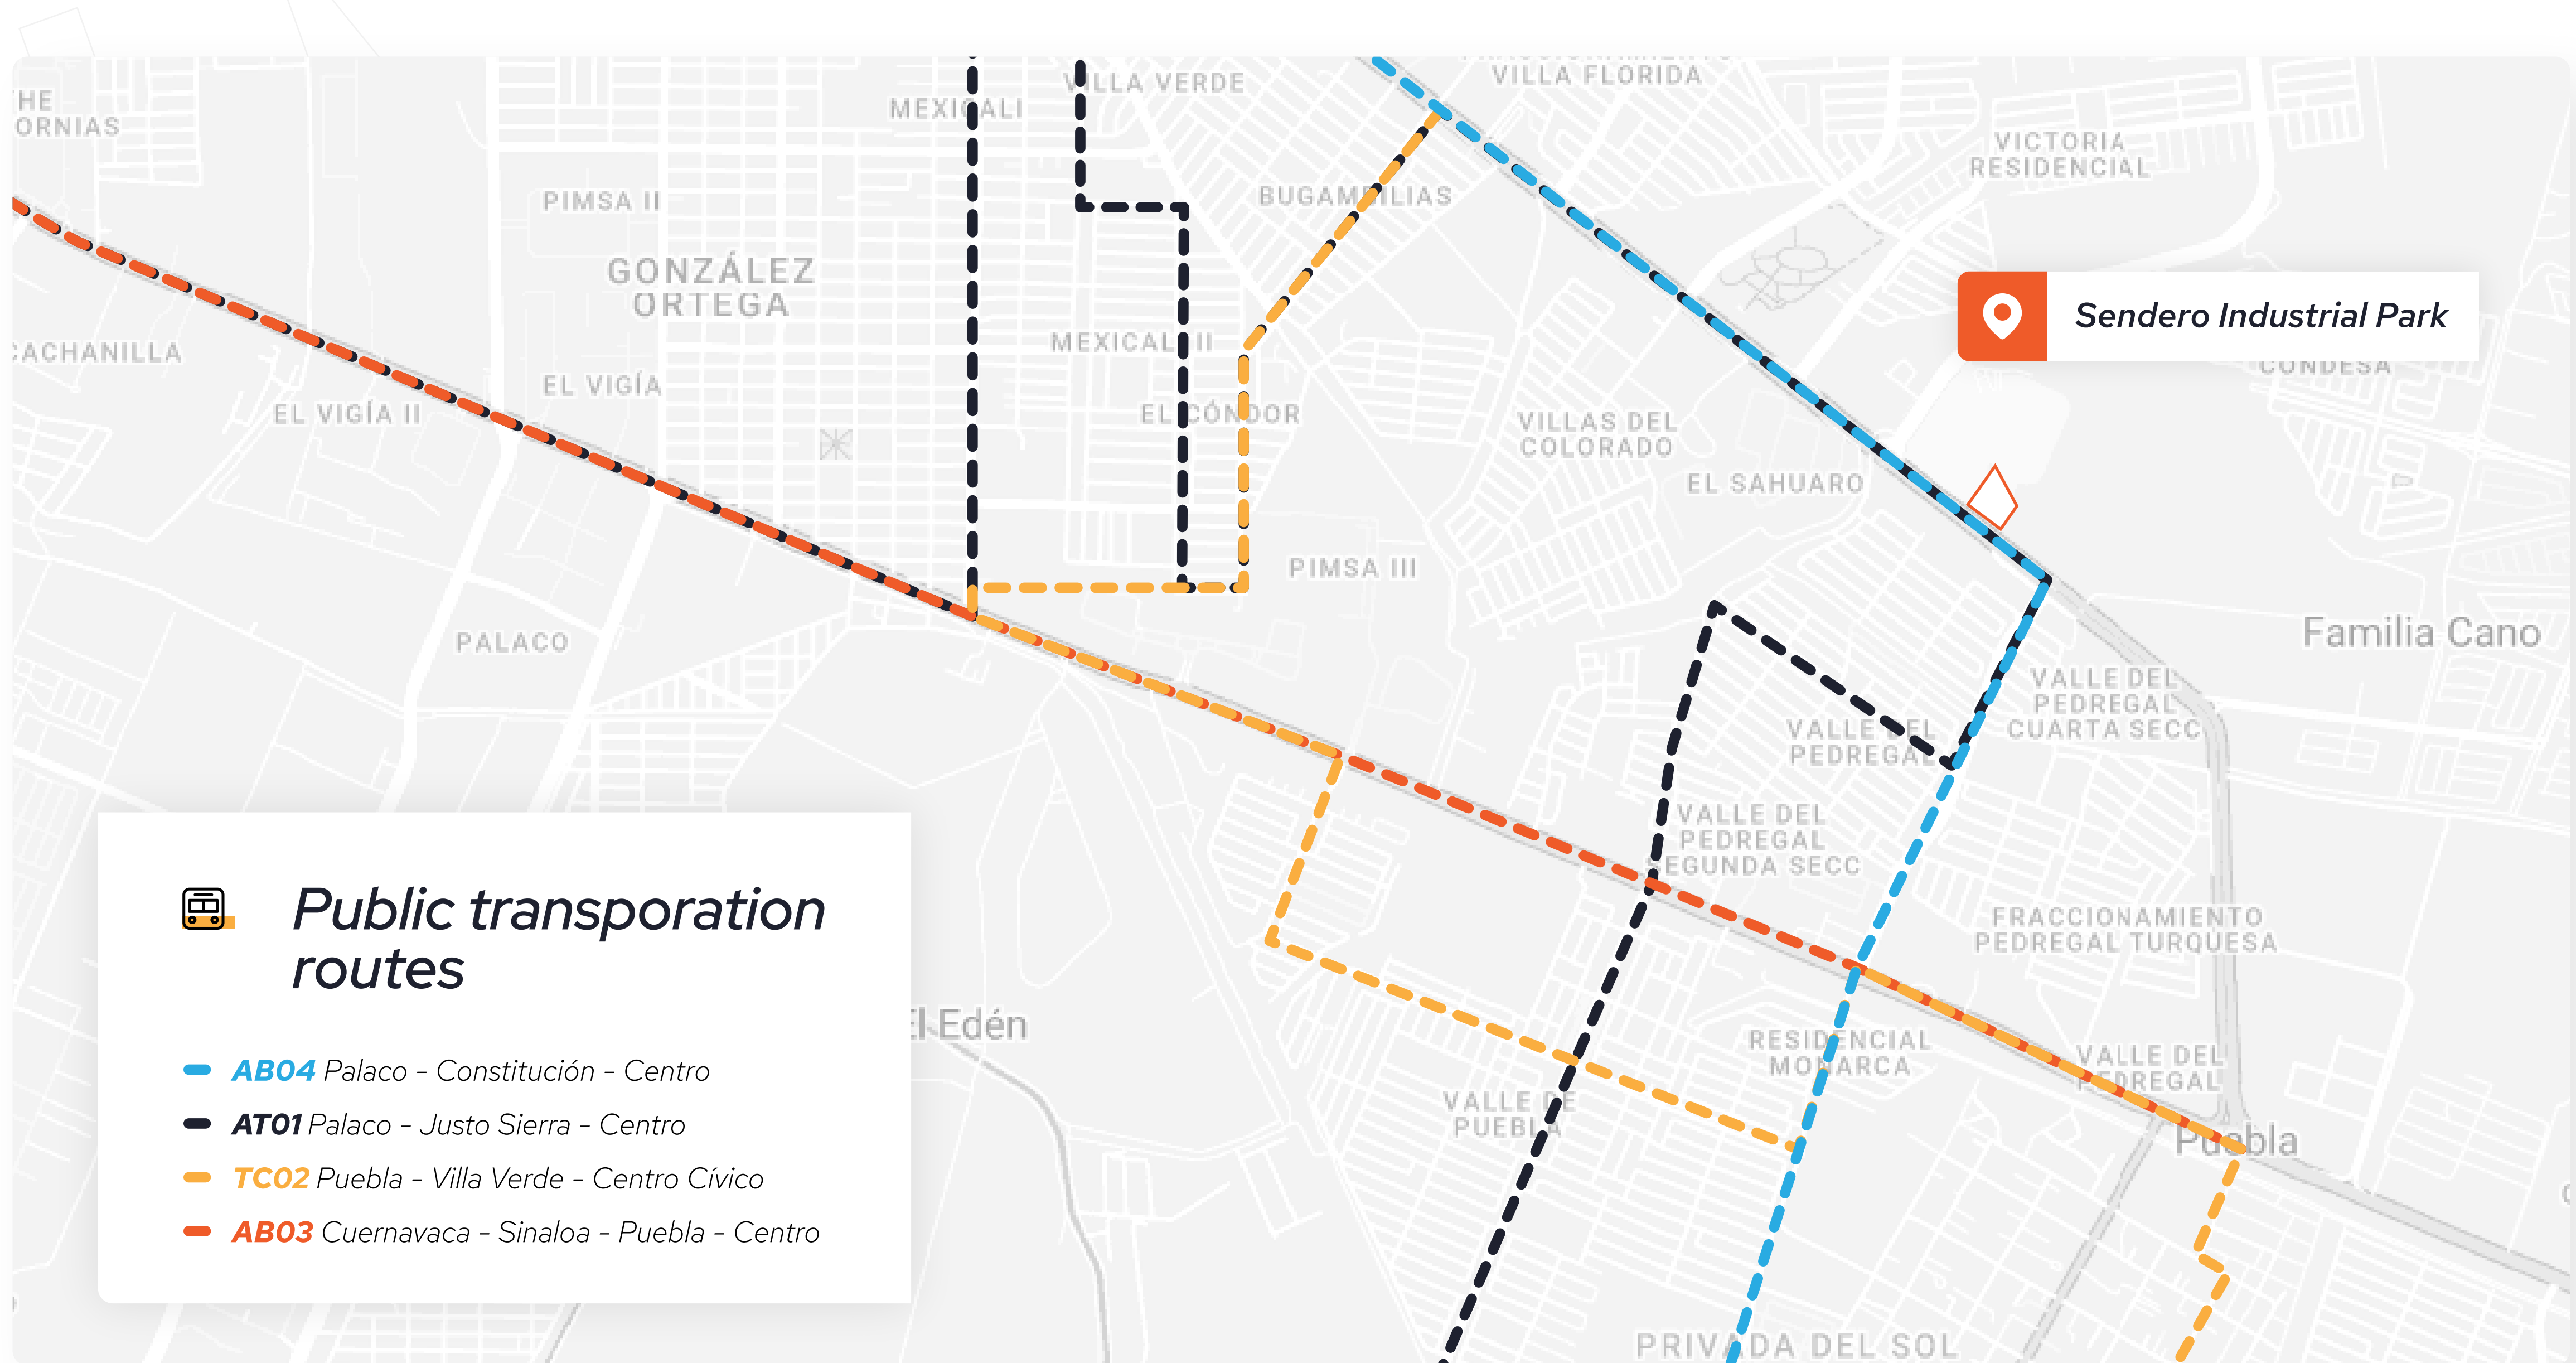 VILLA VERDE
VILLA FLORIDA
HE
ORNIAS
MEXICALI
VICTORIA
RESIDENCIAL
PIMSA II
BUGAMBILIAS
GONZÁLEZ
ORTEGA
Sendero Industrial Park
CACHANILLA
MEXICALI II
CONDESA
EL VIGÍA
EL VIGÍA II
EL CÓNDOR
VILLAS DEL
COLORADO
EL SAHUARO
PIMSA III
PALACO
Familia Cano
VALLE DEL
PEDREGAL
CUARTA SECC
VALLE DEL
PEDREGAL
VALLE DEL
PEDREGAL
SEGUNDA SECC
Public transporation
routes
FRACCIONAMIENTO
PEDREGAL TURQUESA
El Edén
RESIDENCIAL
MONARCA
VALLE DEL
PEDREGAL
AB04 Palaco - Constitución - Centro
AT01 Palaco - Justo Sierra - Centro
TC02 Puebla - Villa Verde - Centro Cívico
AB03 Cuernavaca - Sinaloa - Puebla - Centro
VALLE DE
PUEBLA
Puebla
PRIVADA DEL SOL